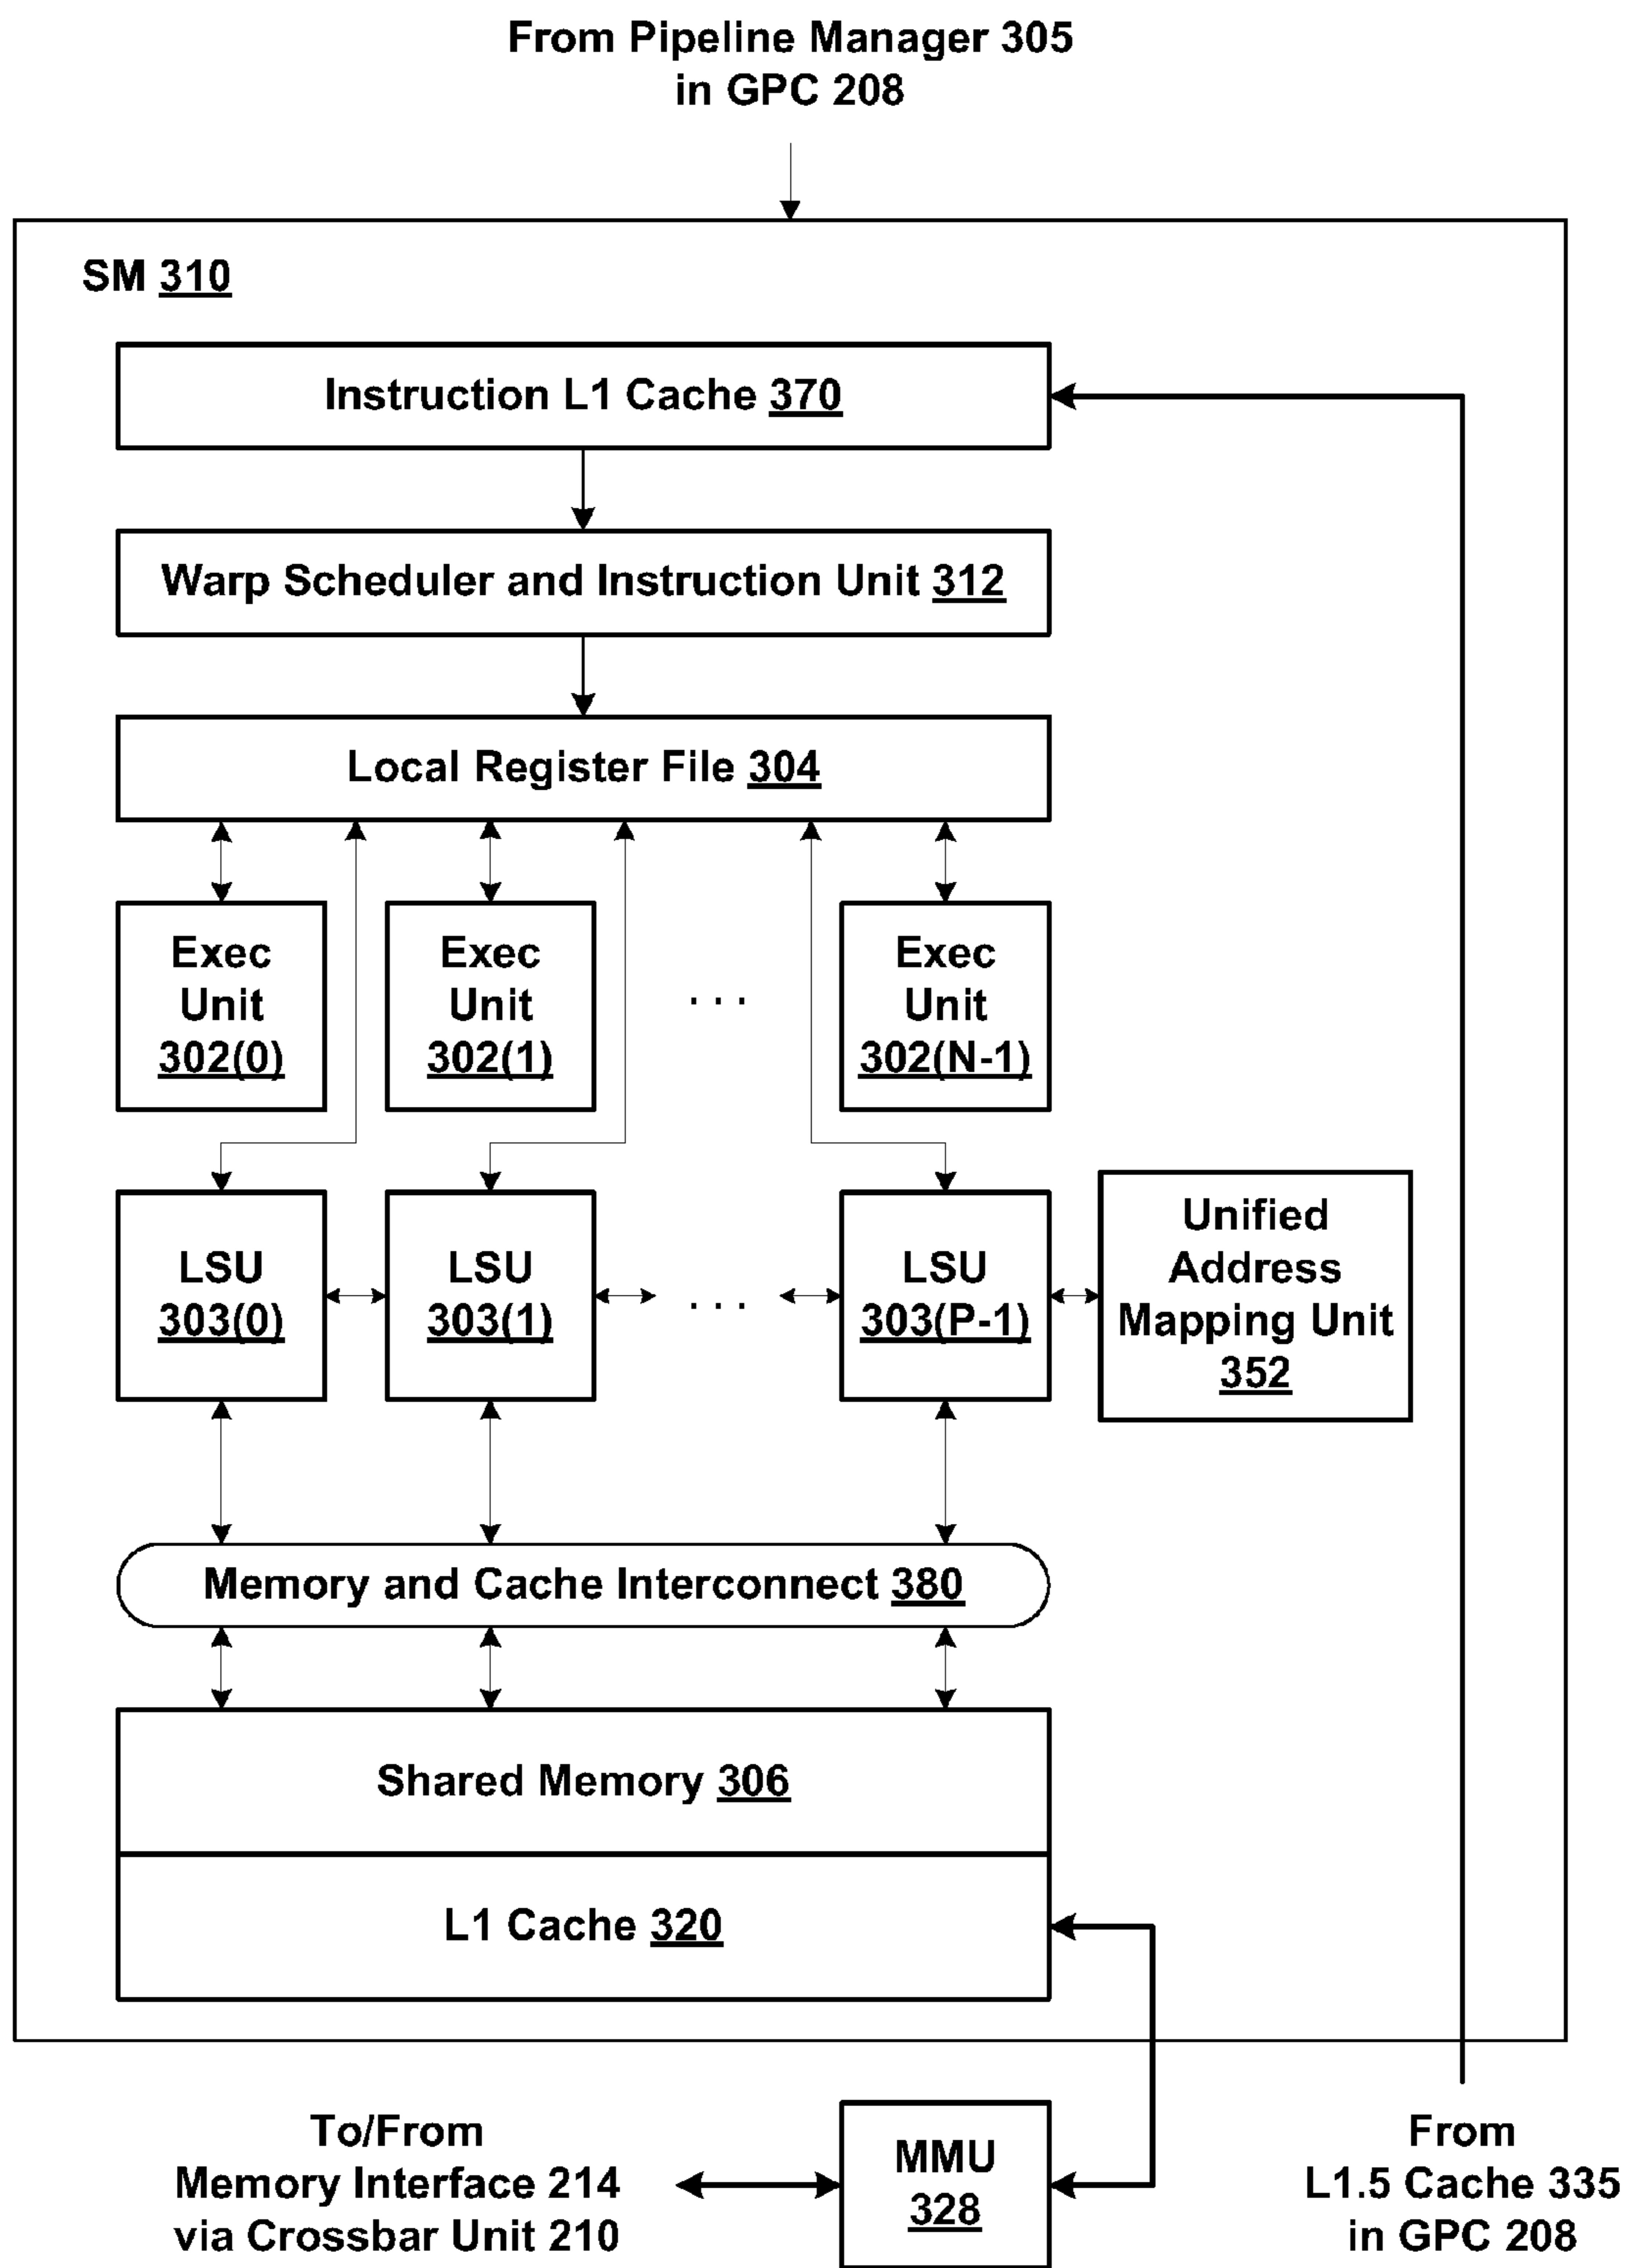 From Pipeline Manager 305
in GPC 208
SM 310
Instruction L1 Cache 370
Warp Scheduler and Instruction Unit 312
Local Register File 304
Exec
Unit
302(0)
Exec
Unit
302(1)
. . .
Exec
Unit
302(N-1)
LSU
303(0)
LSU
303(1)
. . .
LSU
303(P-1)
Unified
Address
Mapping Unit
352
Memory and Cache Interconnect 380
Shared Memory 306
L1 Cache 320
To/From
Memory Interface 214
via Crossbar Unit 210
MMU
328
From
L1.5 Cache 335
in GPC 208